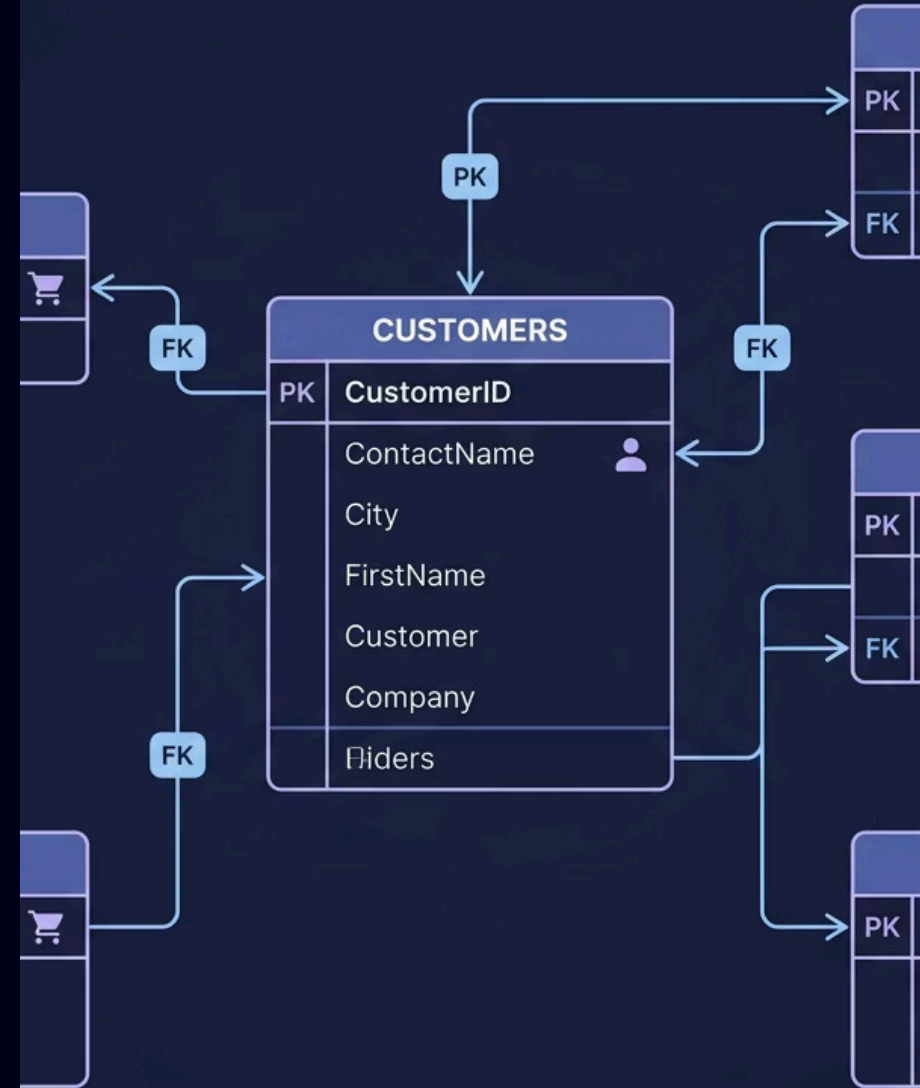 PK
PK
FK
FK
FK
CUSTOMERS
PK CustomerID
ContactName
City
FirstName
Customer
Company
PK
FK
FK
PK